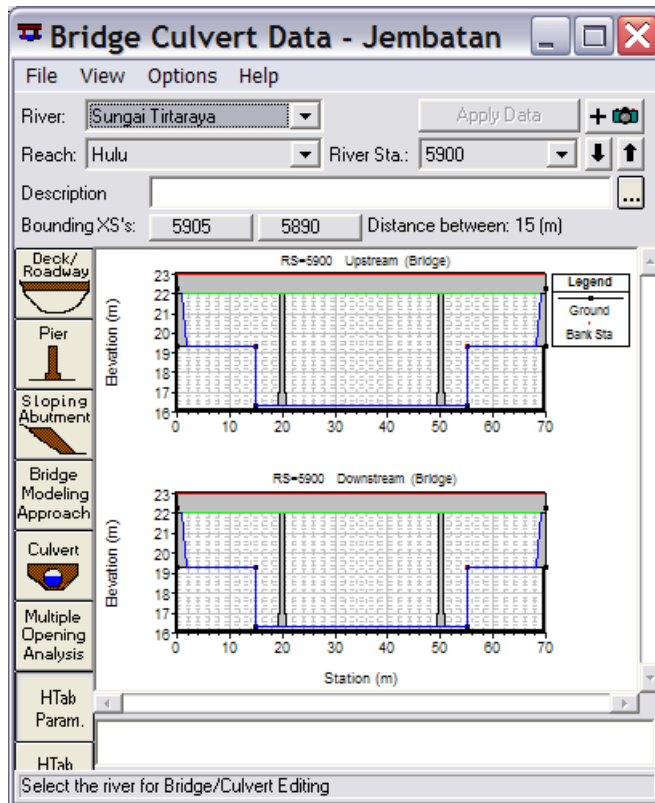 Bridge Culvert Data - Jembatan
File View Options Help
River: Sungai Tirtaraya Apply Data +
Reach: Hulu River Sta.: 5900
Description ...
Bounding XS's: 5905 5890 Distance between: 15 (m)
Deck/
Roadway
Pier
Sloping
Abutment
Bridge
Modeling
Approach
Culvert
Multiple
Opening
Analysis
HTab
Param.
HTab
RS=5900 Upstream (Bridge)
Elevation (m)
23
22
21
20
19
18
17
16
0 10 20 30 40 50 60 70
Legend
Ground
Bank Sta
RS=5900 Downstream (Bridge)
Elevation (m)
23
22
21
20
19
18
17
16
0 10 20 30 40 50 60 70
Station (m)
Select the river for Bridge/Culvert Editing